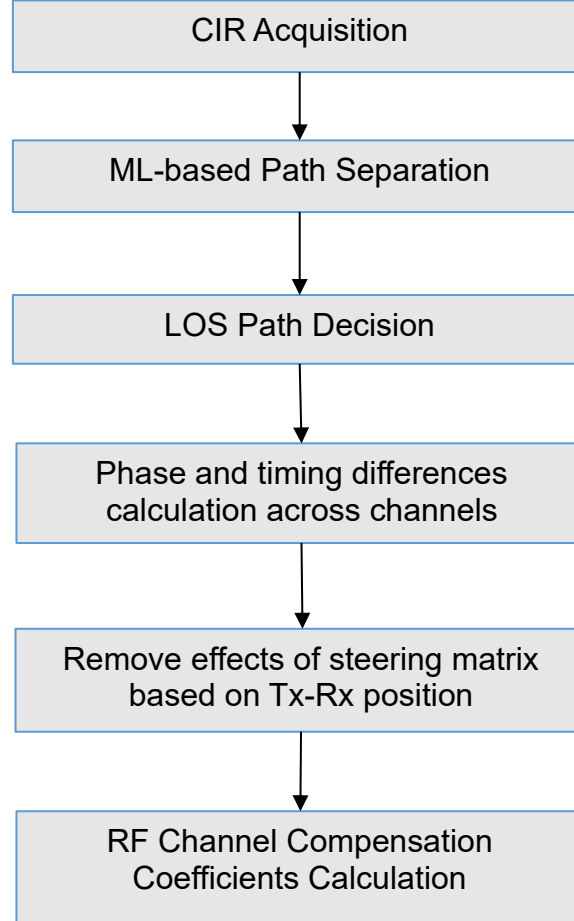 CIR Acquisition
ML-based Path Separation
LOS Path Decision
Phase and timing differences
calculation across channels
Remove effects of steering matrix
based on Tx-Rx position
RF Channel Compensation
Coefficients Calculation